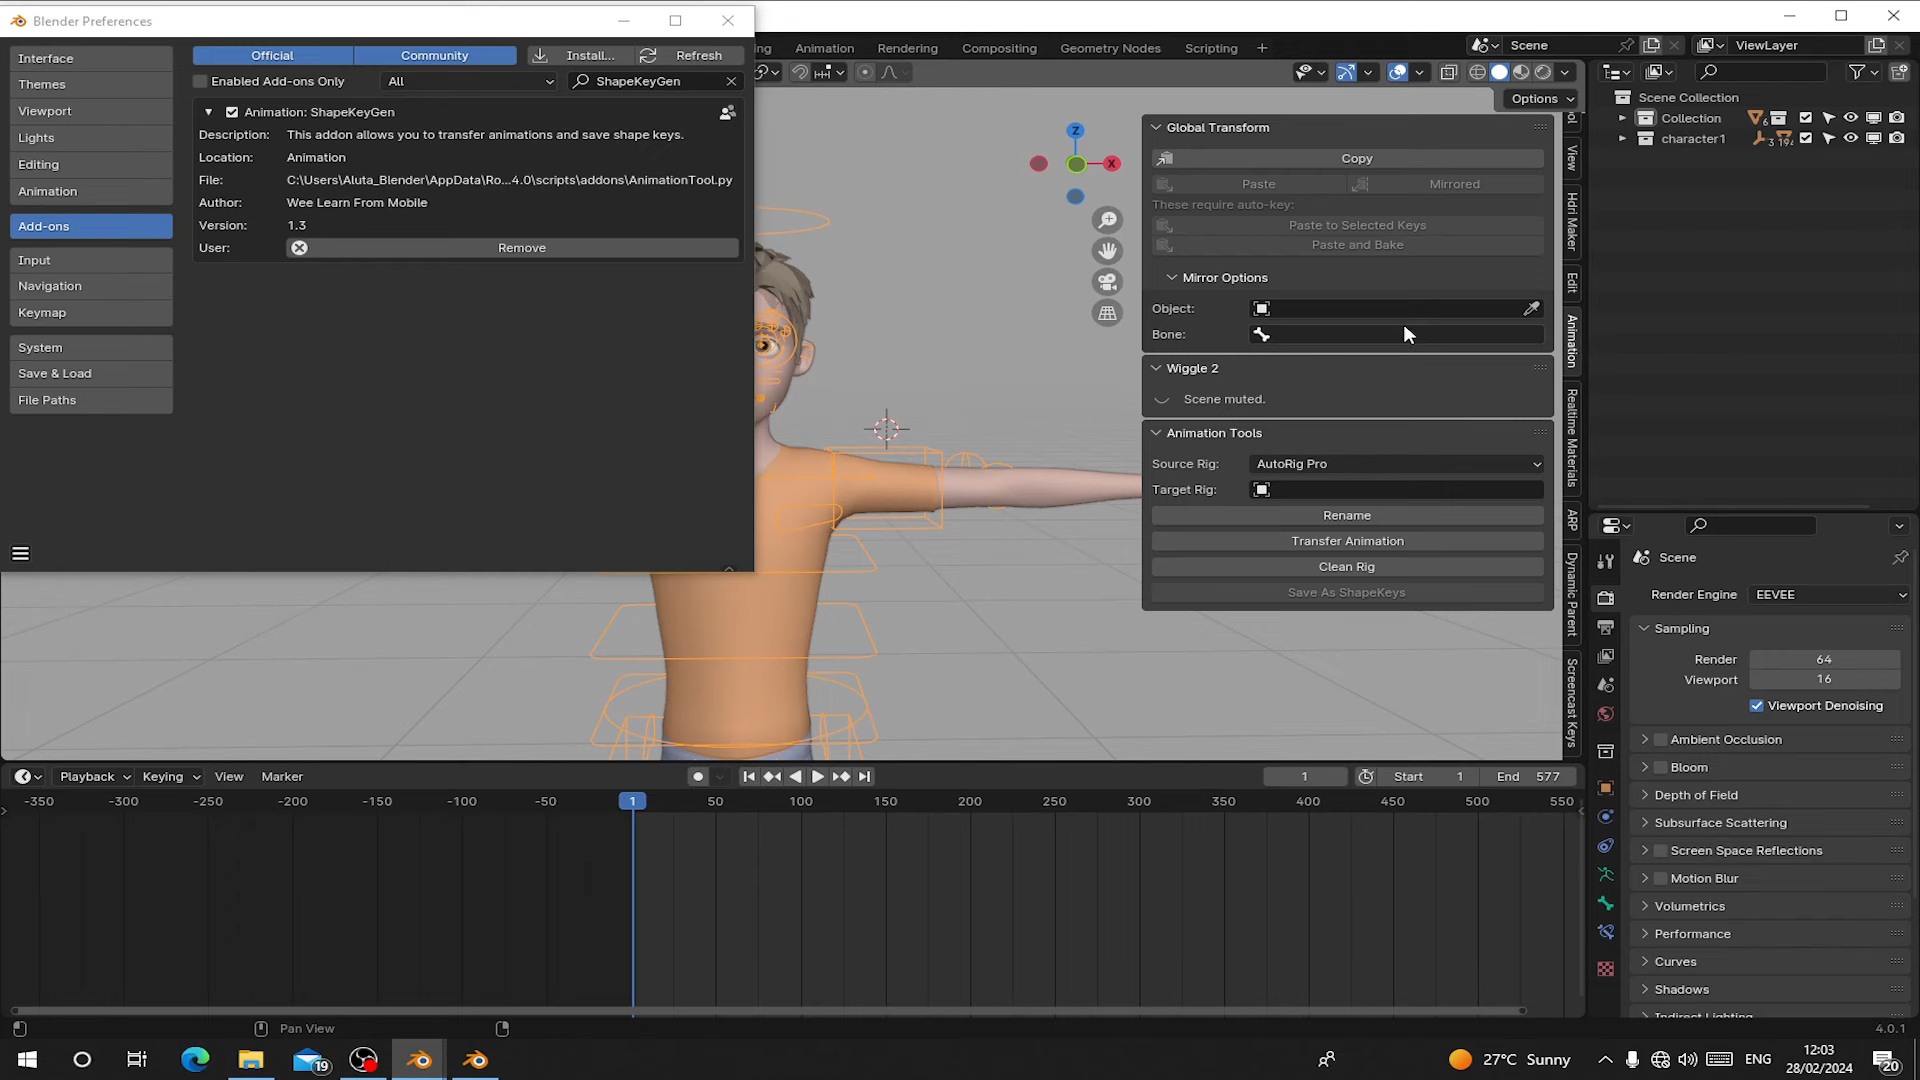 Blender Preferences
Interface
Themes
Viewport
Lights
Editing
Animation
Add-ons
Input
Navigation
Keymap
System
Save & Load
File Paths
Official
Community
Install...
Refresh
Enabled Add-ons Only
All
ShapeKeyGen
Animation: ShapeKeyGen
Description: This addon allows you to transfer animations and save shape keys.
Location: Animation
File: C:\Users\Aluta_Blender\AppData\Ro...4.0\scripts\addons\AnimationTool.py
Author: Wee Learn From Mobile
Version: 1.3
User: Remove
Animation
Rendering
Compositing
Geometry Nodes
Scripting
Scene
ViewLayer
Options
Z
X
Global Transform
Copy
Paste
Mirrored
These require auto-key:
Paste to Selected Keys
Paste and Bake
Mirror Options
Object:
Bone:
Wiggle 2
Scene muted.
Animation Tools
Source Rig: AutoRig Pro
Target Rig:
Rename
Transfer Animation
Clean Rig
Save As ShapeKeys
View
Hdri Maker
Edit
Animation
Realtime Materials
ARP
Dynamic Parent
Screencast Keys
Scene Collection
Collection
character1
Scene
Render Engine EEVEE
Sampling
Render 64
Viewport 16
Viewport Denoising
Ambient Occlusion
Bloom
Depth of Field
Subsurface Scattering
Screen Space Reflections
Motion Blur
Volumetrics
Performance
Curves
Shadows
Indirect Lighting
Playback
Keying
View
Marker
1
Start 1
End 577
-350 -300 -250 -200 -150 -100 -50 1 50 100 150 200 250 300 350 400 450 500 550
Pan View
4.0.1
19
27°C Sunny
ENG
12:03
28/02/2024
20